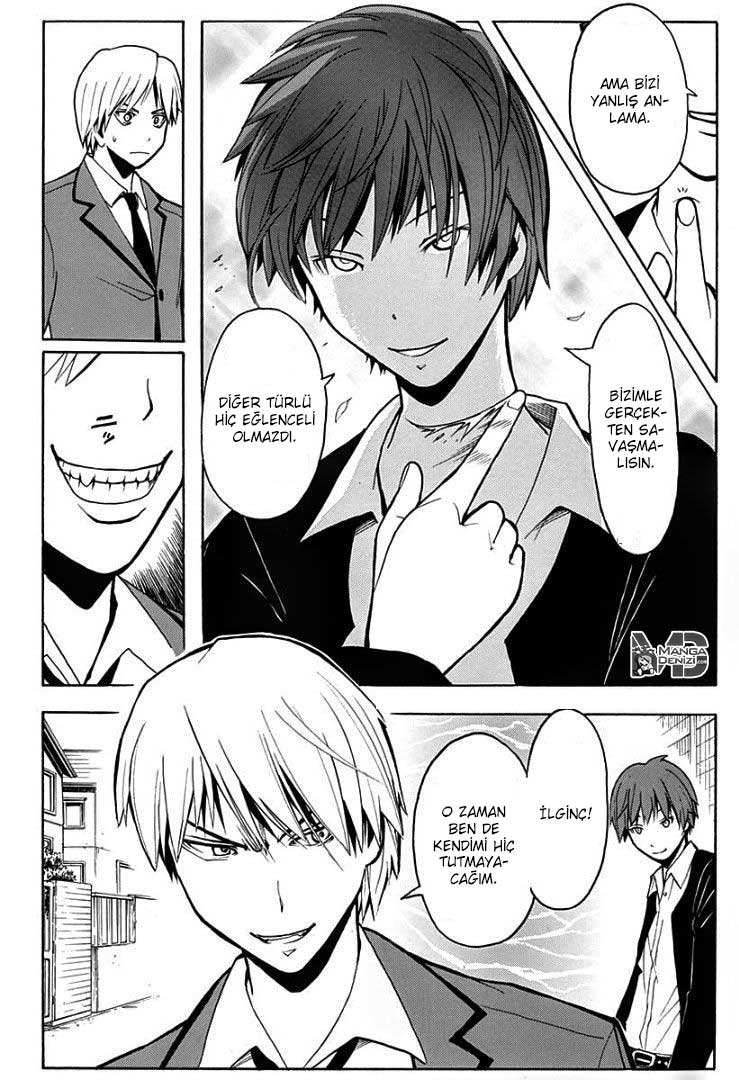 AMA BİZİ
YANLIŞ AN-
LAMA.
BİZİMLE
GERÇEK-
TEN SA-
VAŞMA-
LISIN.
DİĞER TÜRLÜ
HİÇ EĞLENCELİ
OLMAZDI.
MANGA
DENİZİ.com
İLGİNÇ!
O ZAMAN
BEN DE
KENDİMİ HİÇ
TUTMAYA-
CAĞIM.